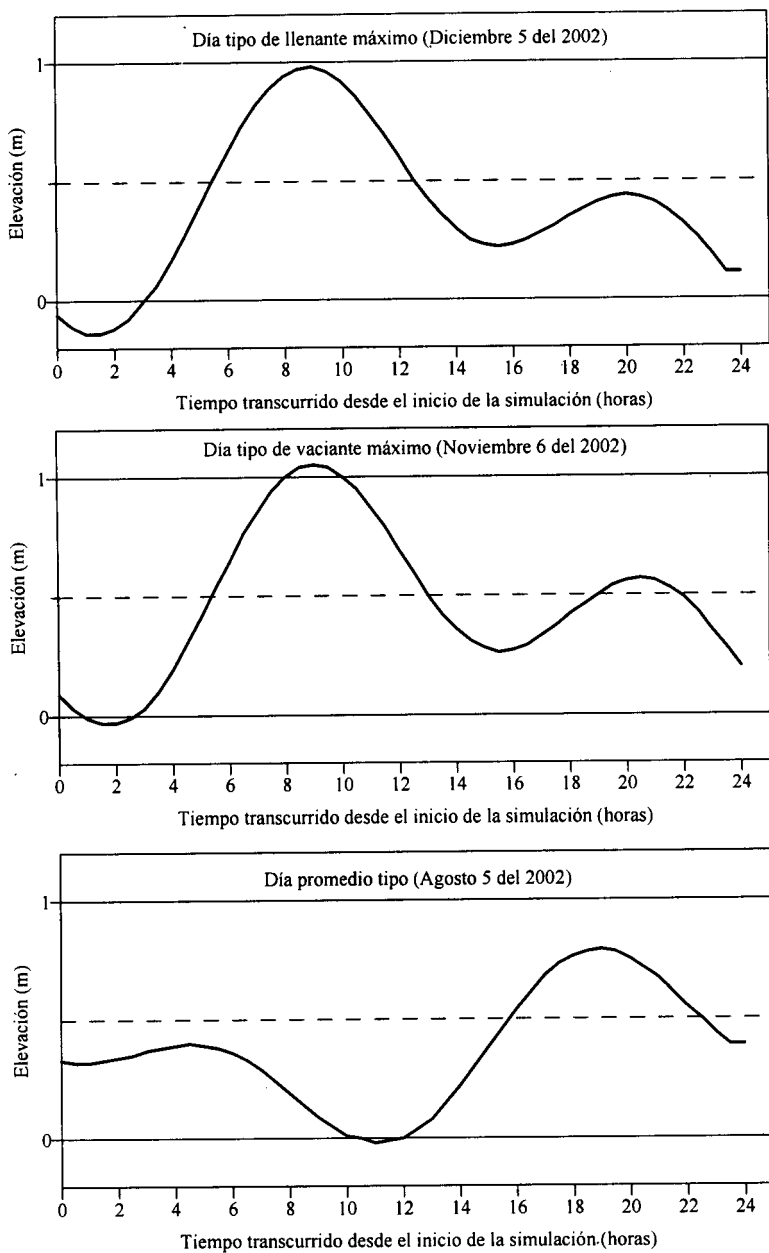 Día tipo de llenante máximo (Diciembre 5 del 2002)
1
Elevación (m)
0
0 2 4 6 8 10 12 14 16 18 20 22 24
Tiempo transcurrido desde el inicio de la simulación (horas)
Día tipo de vaciante máximo (Noviembre 6 del 2002)
1
Elevación (m)
0
0 2 4 6 8 10 12 14 16 18 20 22 24
Tiempo transcurrido desde el inicio de la simulación (horas)
Día promedio tipo (Agosto 5 del 2002)
1
Elevación (m)
0
0 2 4 6 8 10 12 14 16 18 20 22 24
Tiempo transcurrido desde el inicio de la simulación (horas)